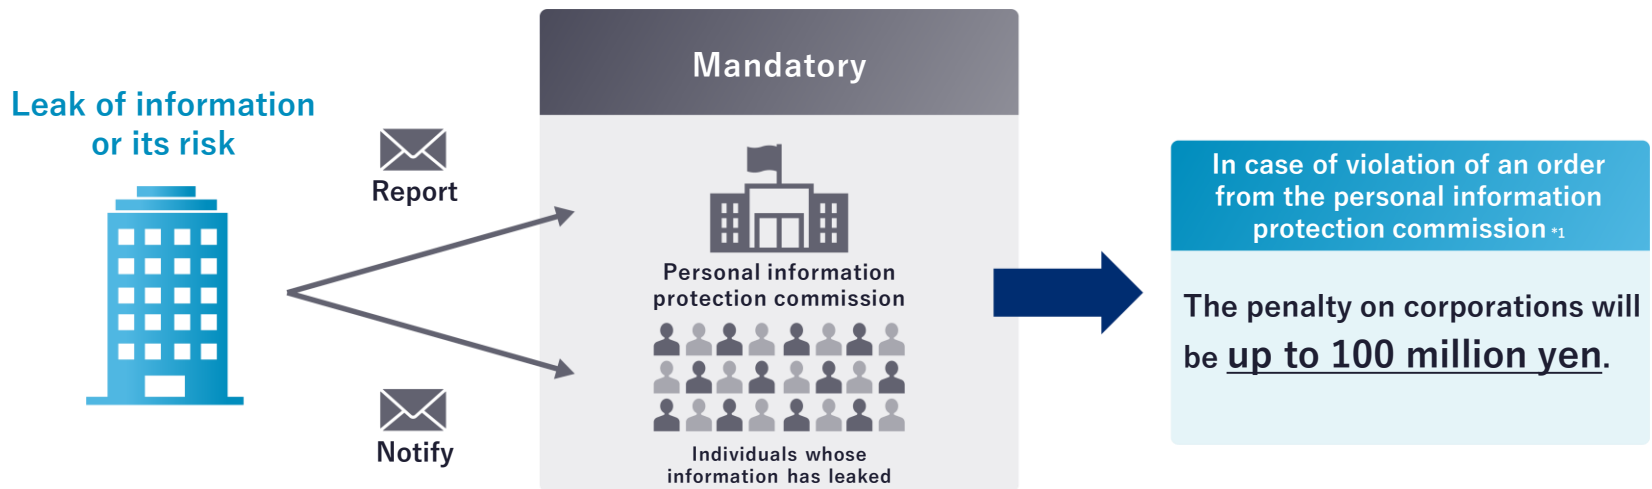 Leak of information
or its risk
Report
Notify
Mandatory
Personal information
protection commission
Individuals whose
information has leaked
In case of violation of an order
from the personal information
protection commission *1
The penalty on corporations will
be up to 100 million yen.